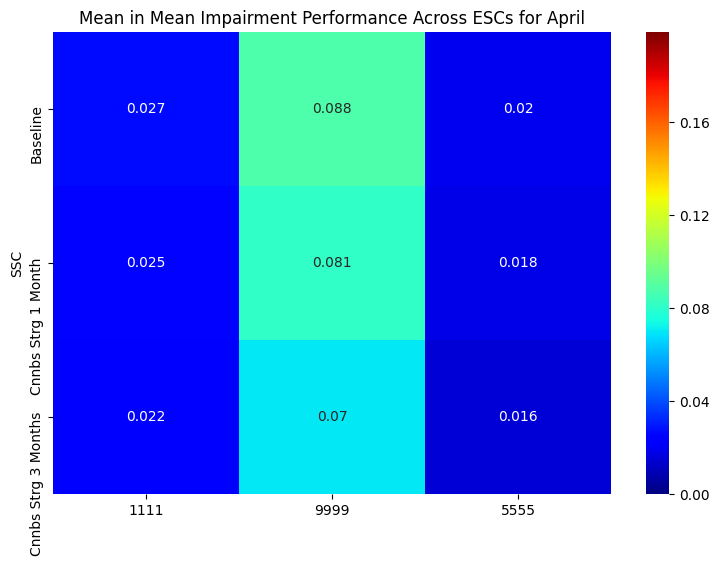 Mean in Mean Impairment Performance Across ESCs for April
SSC
Baseline
0.027 0.088 0.02
Cnnbs Strg 1 Month
0.025 0.081 0.018
Cnnbs Strg 3 Months
0.022 0.07 0.016
1111 9999 5555
0.16
0.12
0.08
0.04
0.00